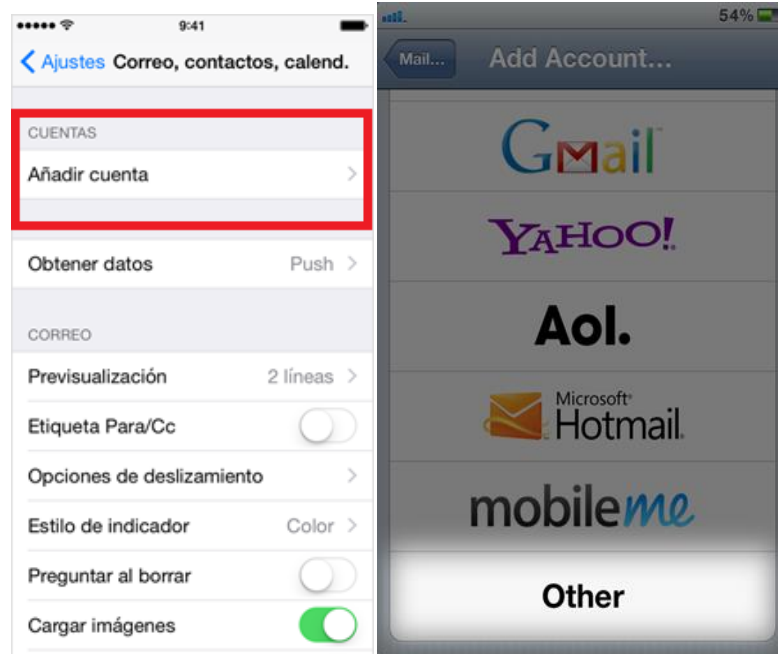 9:41
Ajustes Correo, contactos, calend.
CUENTAS
Añadir cuenta
Obtener datos Push
CORREO
Previsualización 2 líneas
Etiqueta Para/Cc
Opciones de deslizamiento
Estilo de indicador Color
Preguntar al borrar
Cargar imágenes
54%
Mail... Add Account...
Gmail
YAHOO!
Aol.
Microsoft
Hotmail
mobileme
Other